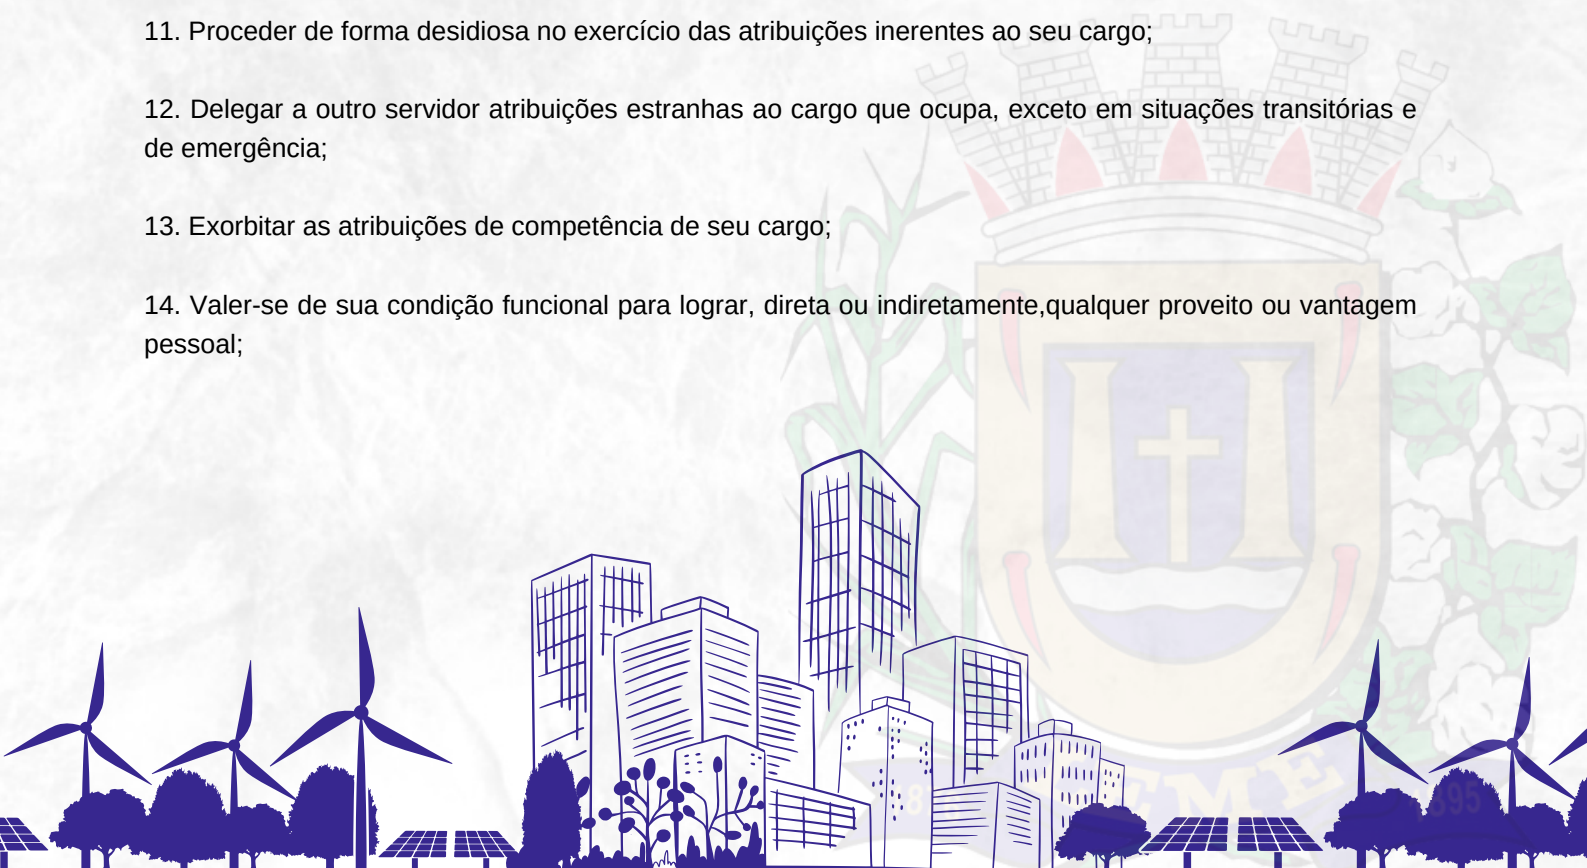 11. Proceder de forma desidiosa no exercício das atribuições inerentes ao seu cargo;
12. Delegar a outro servidor atribuições estranhas ao cargo que ocupa, exceto em situações transitórias e
de emergência;
13. Exorbitar as atribuições de competência de seu cargo;
14. Valer-se de sua condição funcional para lograr, direta ou indiretamente,qualquer proveito ou vantagem
pessoal;
1895